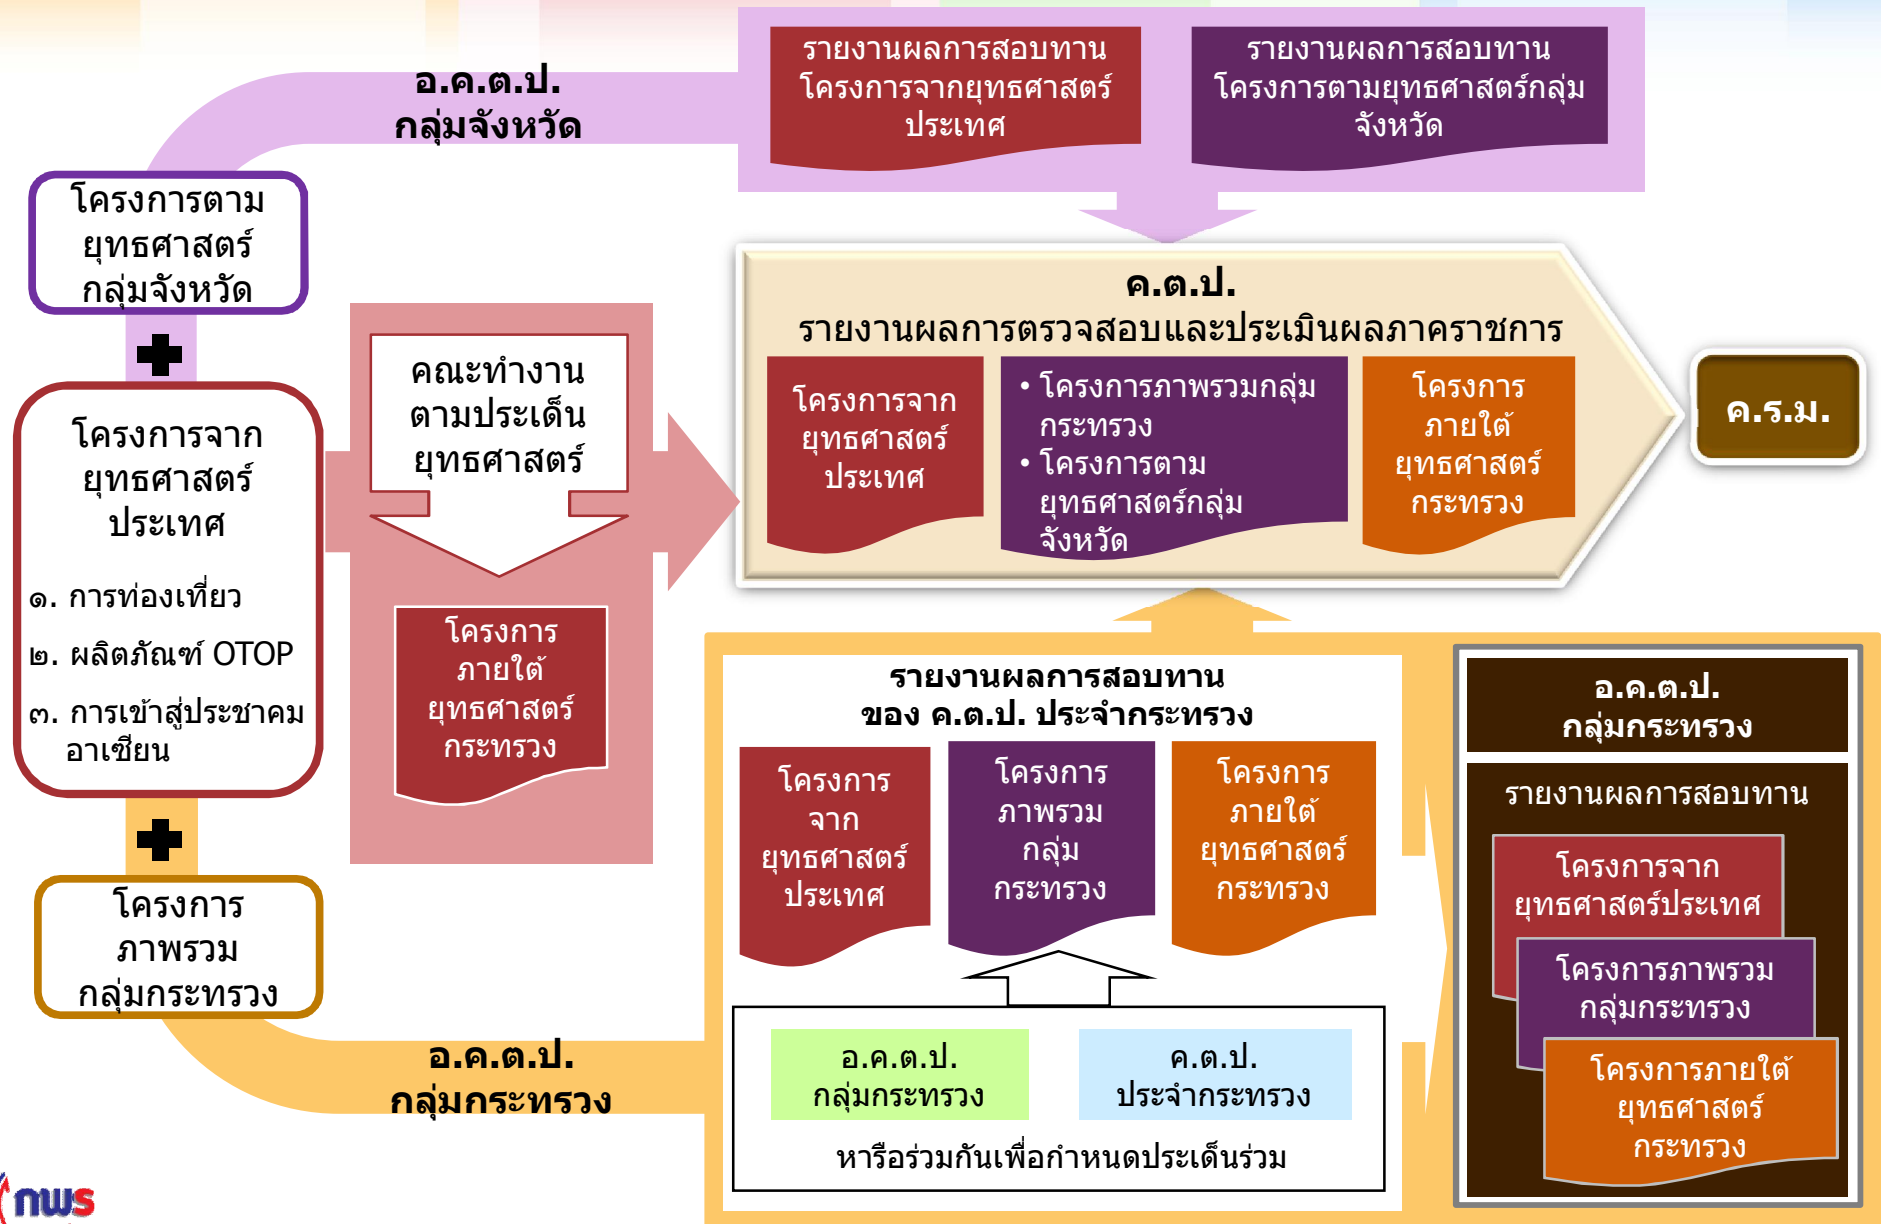 อ.ค.ต.ป.
กลุ่มจังหวัด
รายงานผลการสอบทาน
โครงการจากยุทธศาสตร์
ประเทศ
รายงานผลการสอบทาน
โครงการตามยุทธศาสตร์กลุ่ม
จังหวัด
โครงการตาม
ยุทธศาสตร์
กลุ่มจังหวัด
โครงการจาก
ยุทธศาสตร์
ประเทศ
๑. การท่องเที่ยว
๒. ผลิตภัณฑ์ OTOP
๓. การเข้าสู่ประชาคม
อาเซียน
โครงการ
ภาพรวม
กลุ่มกระทรวง
คณะทำงาน
ตามประเด็น
ยุทธศาสตร์
โครงการ
ภายใต้
ยุทธศาสตร์
กระทรวง
ค.ต.ป.
รายงานผลการตรวจสอบและประเมินผลภาคราชการ
โครงการจาก
ยุทธศาสตร์
ประเทศ
• โครงการภาพรวมกลุ่ม
กระทรวง
• โครงการตาม
ยุทธศาสตร์กลุ่ม
จังหวัด
โครงการ
ภายใต้
ยุทธศาสตร์
กระทรวง
ค.ร.ม.
อ.ค.ต.ป.
กลุ่มกระทรวง
รายงานผลการสอบทาน
ของ ค.ต.ป. ประจำกระทรวง
โครงการ
จาก
ยุทธศาสตร์
ประเทศ
โครงการ
ภาพรวม
กลุ่ม
กระทรวง
โครงการ
ภายใต้
ยุทธศาสตร์
กระทรวง
อ.ค.ต.ป.
กลุ่มกระทรวง
ค.ต.ป.
ประจำกระทรวง
หารือร่วมกันเพื่อกำหนดประเด็นร่วม
อ.ค.ต.ป.
กลุ่มกระทรวง
รายงานผลการสอบทาน
โครงการจาก
ยุทธศาสตร์ประเทศ
โครงการภาพรวม
กลุ่มกระทรวง
โครงการภายใต้
ยุทธศาสตร์
กระทรวง
กพร